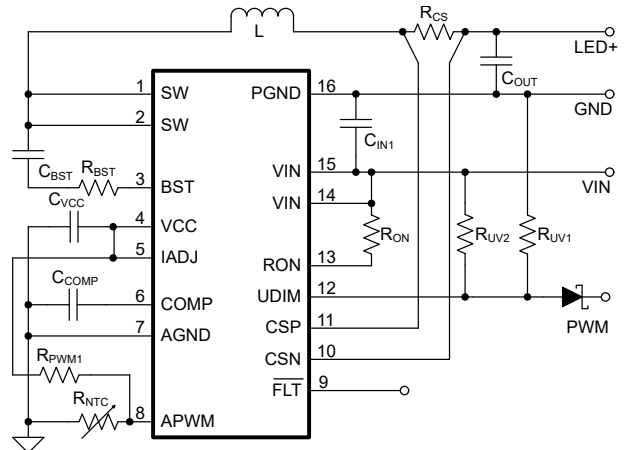 L
RCS
LED+
COUT
1 SW
PGND 16
GND
2 SW
CIN1
CBST
RBST
VIN 15
VIN
3 BST
VIN 14
CVCC
4 VCC
RON
RUV2
RUV1
5 IADJ
RON 13
CCOMP
6 COMP
UDIM 12
7 AGND
CSP 11
PWM
RPWM1
CSN 10
RNTC
FLT 9
8 APWM